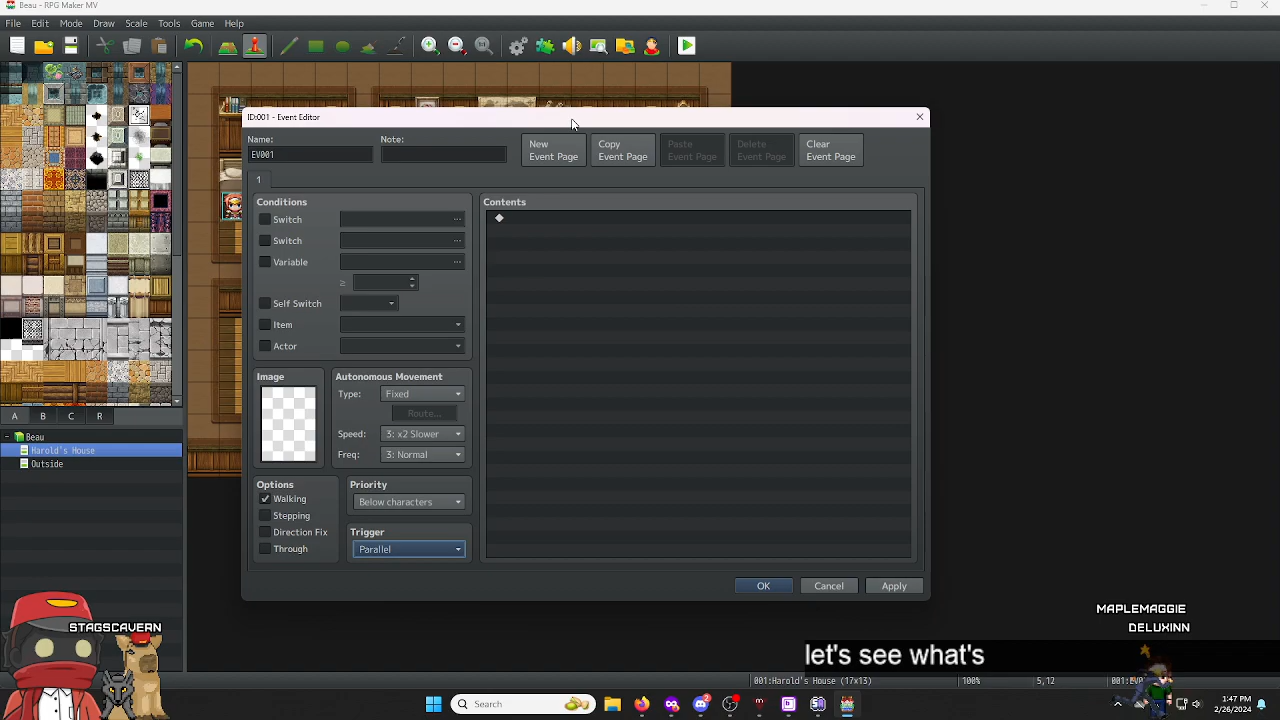 Beau - RPG Maker MV
File Edit Mode Draw Scale Tools Game Help
ID:001 - Event Editor
Name:
Note:
EV001
New Event Page
Copy Event Page
Paste Event Page
Delete Event Page
Clear Event Page
1
Conditions
Switch ...
Switch ...
Variable ...
≥
Self Switch
Item
Actor
Image
Autonomous Movement
Type: Fixed
Route...
Speed: 3: x2 Slower
Freq: 3: Normal
Options
Walking
Stepping
Direction Fix
Through
Priority
Below characters
Trigger
Parallel
Contents
OK Cancel Apply
A B C R
Beau
Harold's House
Outside
STAGSCAVERN
MAPLEMAGGIE
DELUXINN
let's see what's
001:Harold's House (17x13) 100% 5,12
Search
1:47 PM
2/26/2024